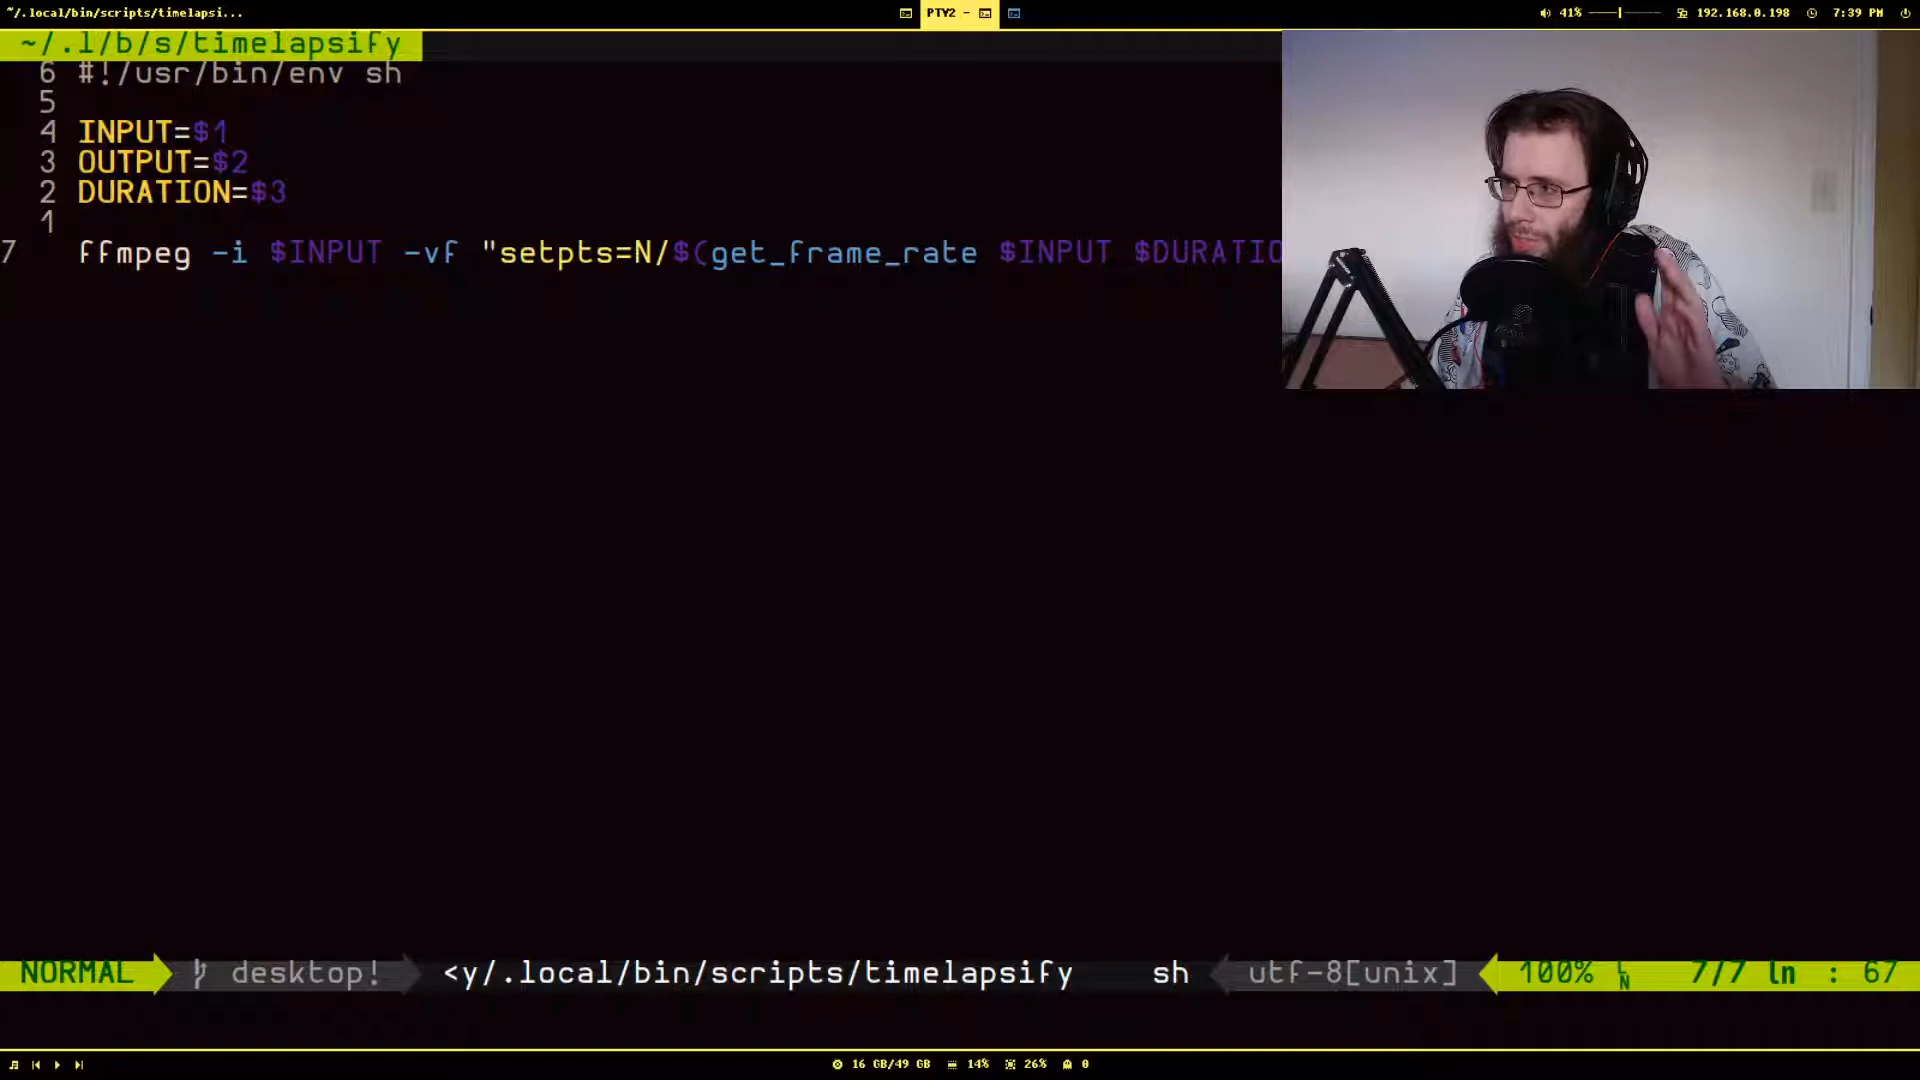 ~/.local/bin/scripts/timelapsi...
PTY2 -
41%
192.168.0.198
7:39 PM
~/.l/b/s/timelapsify
6 #!/usr/bin/env sh
5
4 INPUT=$1
3 OUTPUT=$2
2 DURATION=$3
1
7 ffmpeg -i $INPUT -vf "setpts=N/$(get_frame_rate $INPUT $DURATIO
NORMAL desktop! <y/.local/bin/scripts/timelapsify sh utf-8[unix] 100% LN 7/7 ln : 67
16 GB/49 GB 14% 26% 0